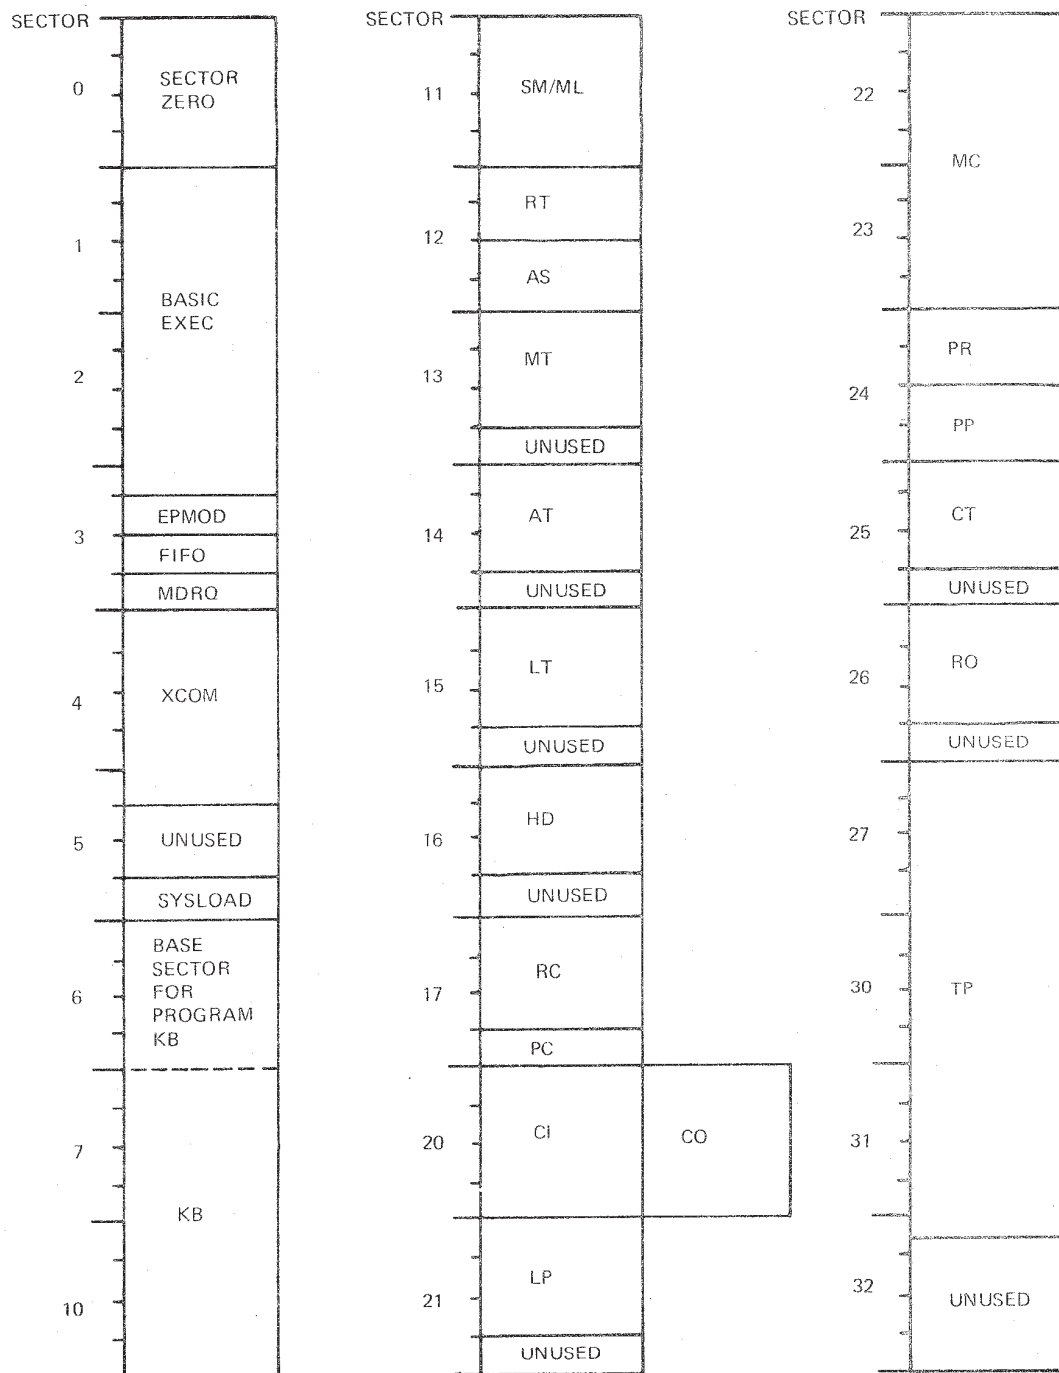 SECTOR
0
SECTOR
ZERO
1
BASIC
EXEC
2
EPMOD
3
FIFO
MDRQ
4
XCOM
5
UNUSED
SYSLOAD
BASE
SECTOR
6
FOR
PROGRAM
KB
7
KB
10
SECTOR
11
SM/ML
RT
12
AS
MT
13
UNUSED
AT
14
UNUSED
LT
15
UNUSED
HD
16
UNUSED
RC
17
PC
CI
CO
20
LP
21
UNUSED
SECTOR
22
MC
23
PR
24
PP
CT
25
UNUSED
RO
26
UNUSED
27
30
TP
31
32
UNUSED